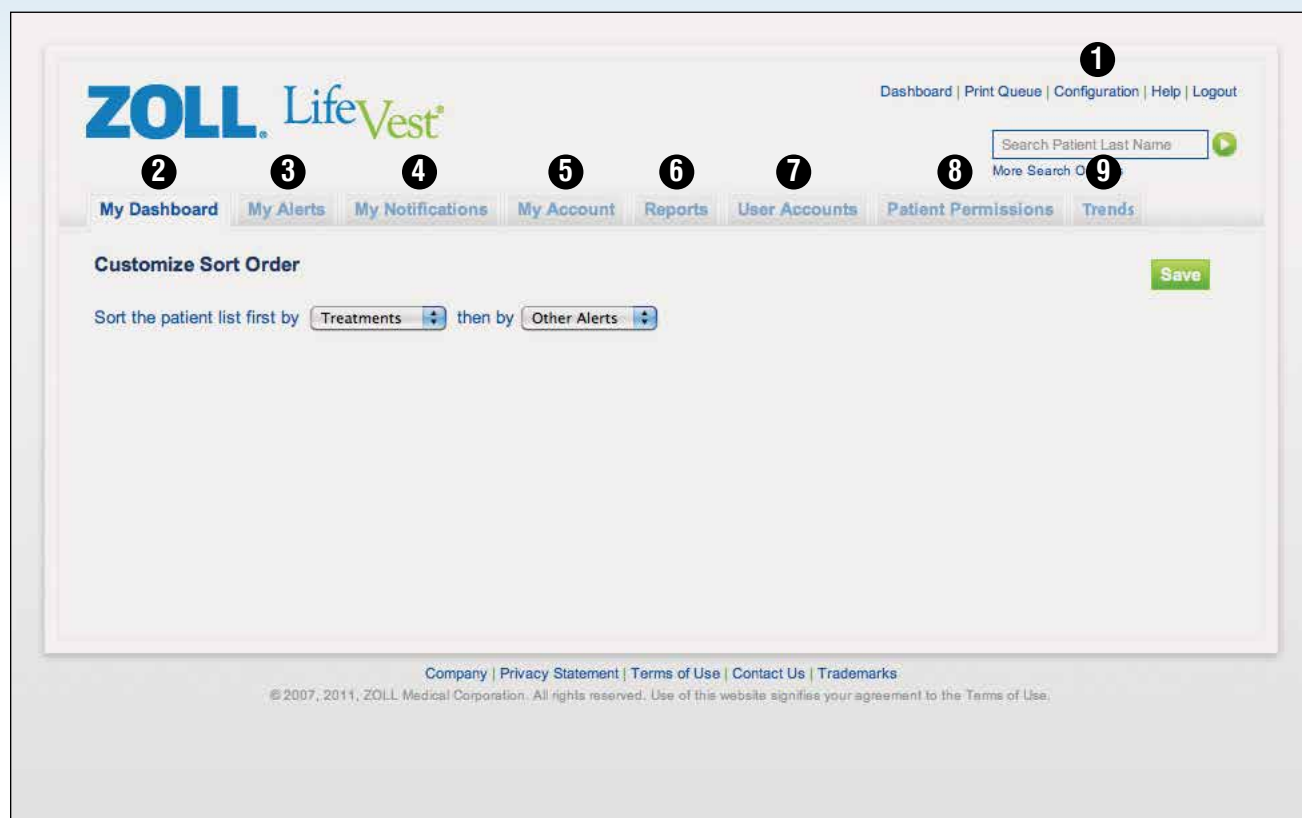 1
Dashboard | Print Queue | Configuration | Help | Logout
ZOLL® LifeVest®
Search Patient Last Name
More Search
2 3 4 5 6 7 8 9
My Dashboard My Alerts My Notifications My Account Reports User Accounts Patient Permissions Trends
Customize Sort Order
Save
Sort the patient list first by Treatments then by Other Alerts
Company | Privacy Statement | Terms of Use | Contact Us | Trademarks
© 2007, 2011, ZOLL Medical Corporation. All rights reserved. Use of this website signifies your agreement to the Terms of Use.